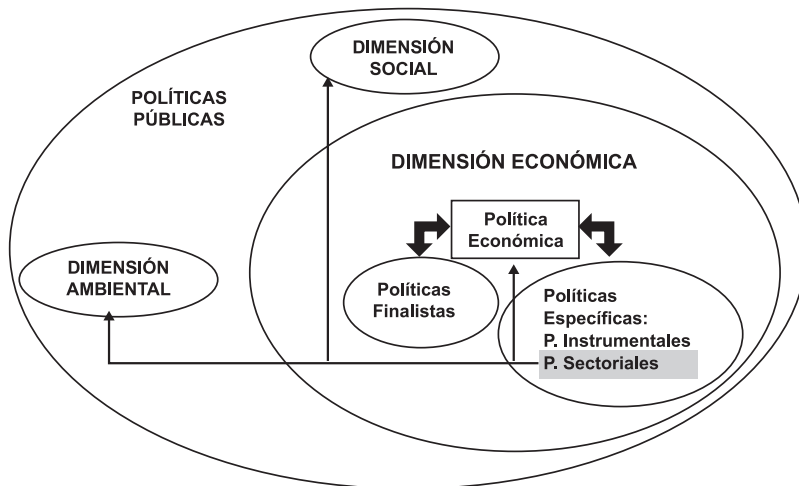 DIMENSIÓN
SOCIAL
POLÍTICAS
PÚBLICAS
DIMENSIÓN ECONÓMICA
Política
Económica
DIMENSIÓN
AMBIENTAL
Políticas
Finalistas
Políticas
Específicas:
P. Instrumentales
P. Sectoriales